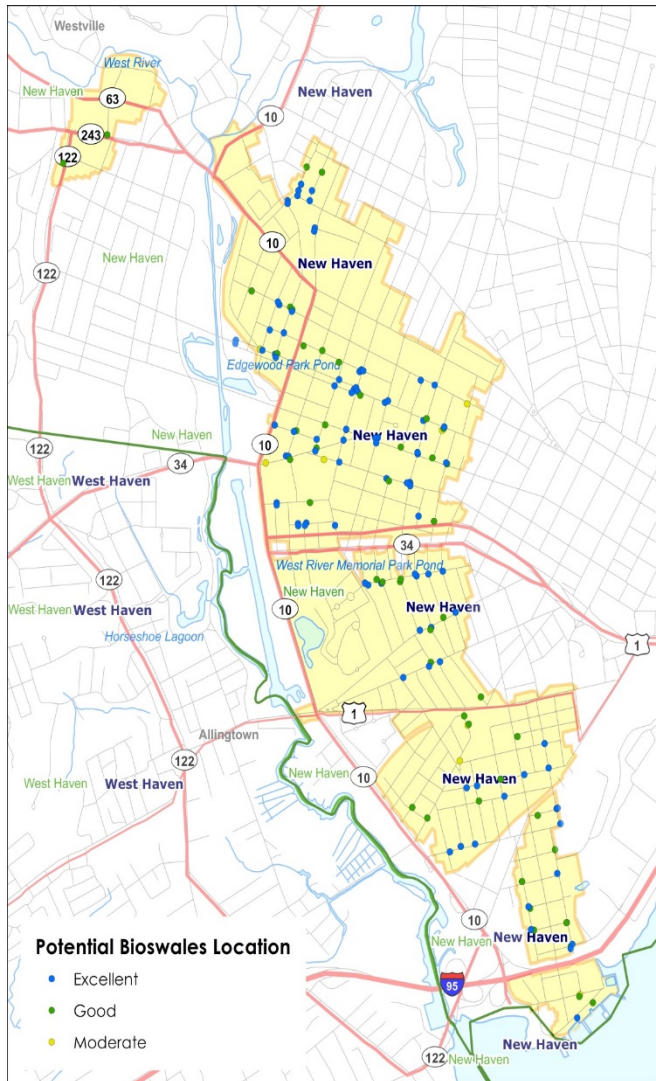 Westville
West River
New Haven
63
10
New Haven
243
122
10
New Haven
New Haven
122
Edgewood Park Pond
New Haven
10
New Haven
122
34
West Haven
West Haven
34
122
West River Memorial Park Pond
New Haven
West Haven
West Haven
10
New Haven
Horseshoe Lagoon
1
1
Allingtown
122
New Haven
10
West Haven
West Haven
New Haven
10
New Haven
New Haven
Potential Bioswales Location
Excellent
Good
Moderate
95
New Haven
122
New Haven